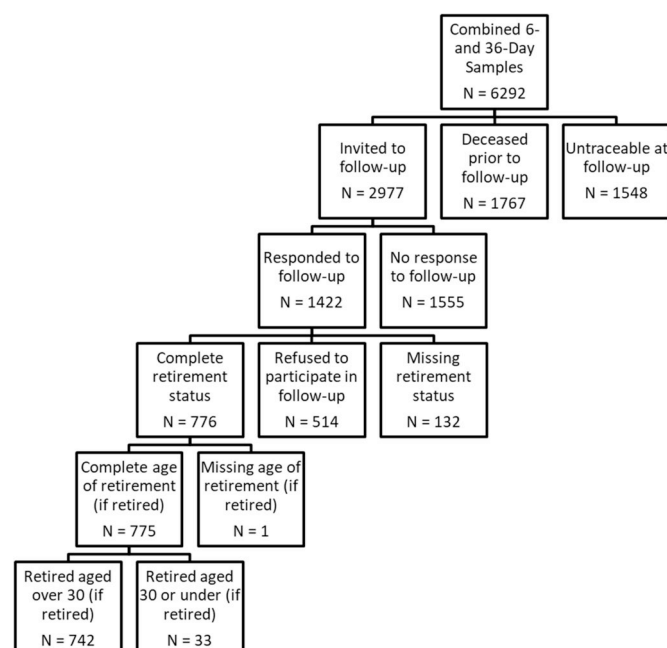 Combined 6-
and 36-Day
Samples
N = 6292
Invited to
follow-up
N = 2977
Deceased
prior to
follow-up
N = 1767
Untraceable at
follow-up
N = 1548
Responded to
follow-up
N = 1422
No response
to follow-up
N = 1555
Complete
retirement
status
N = 776
Refused to
participate in
follow-up
N = 514
Missing
retirement
status
N = 132
Complete age
of retirement
(if retired)
N = 775
Missing age of
retirement (if
retired)
N = 1
Retired aged
over 30 (if
retired)
N = 742
Retired aged
30 or under (if
retired)
N = 33